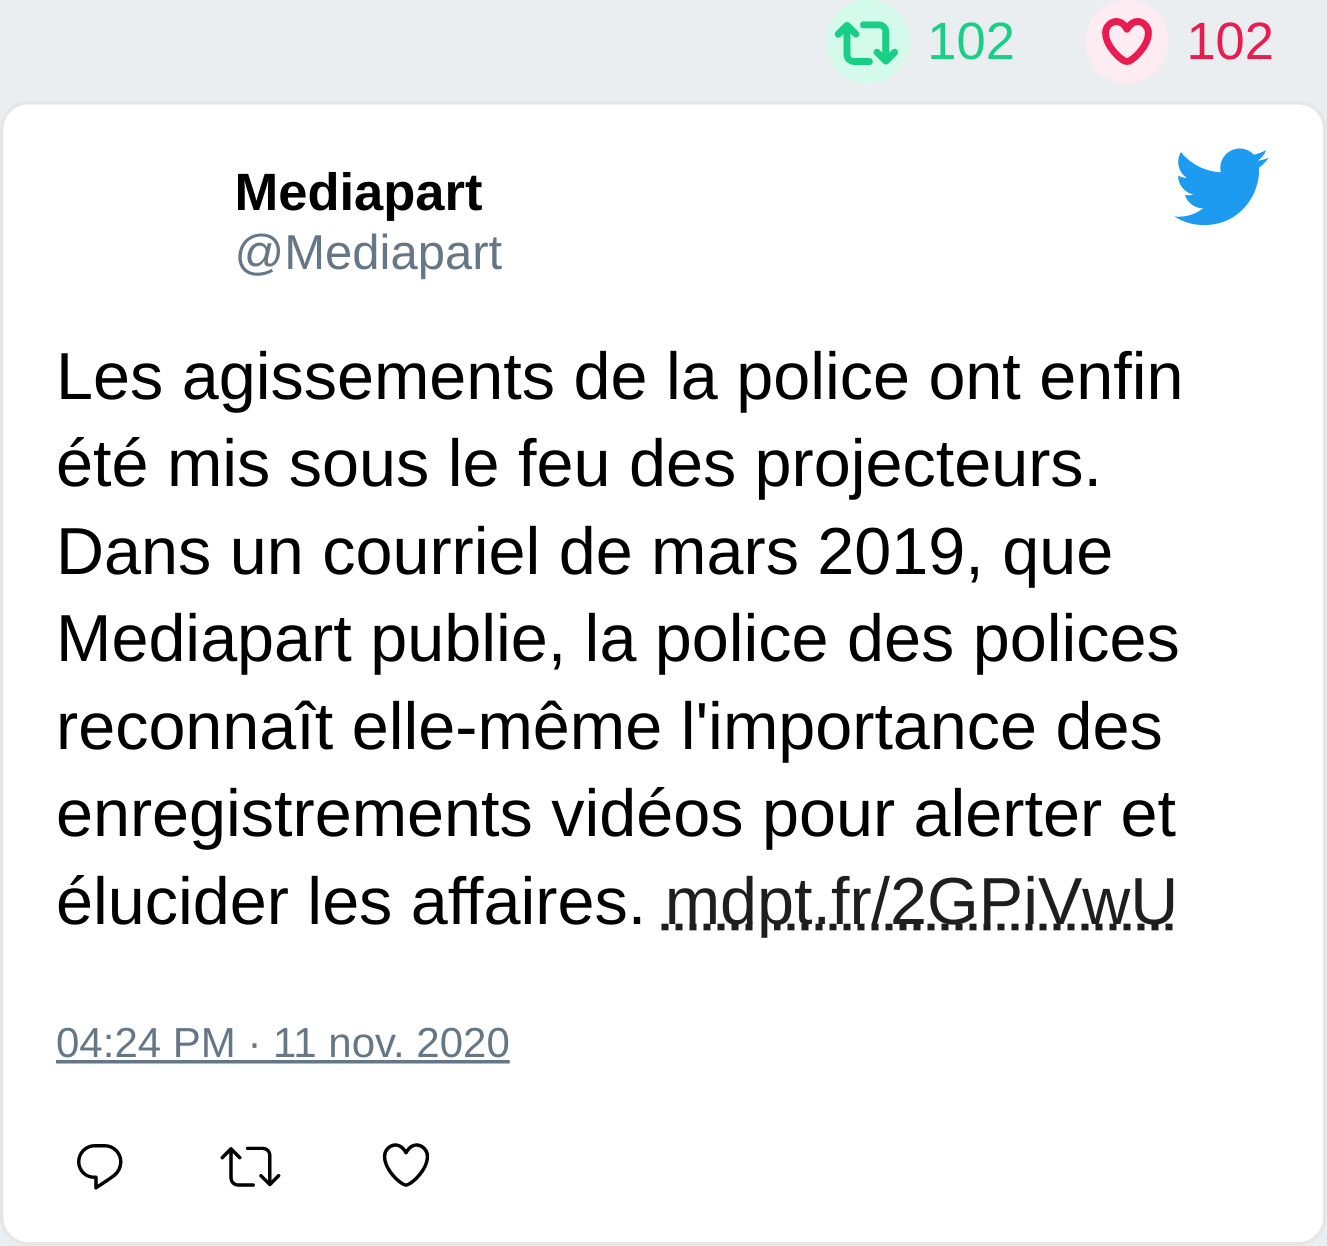 102 102
Mediapart
@Mediapart
Les agissements de la police ont enfin
été mis sous le feu des projecteurs.
Dans un courriel de mars 2019, que
Mediapart publie, la police des polices
reconnaît elle-même l'importance des
enregistrements vidéos pour alerter et
élucider les affaires. mdpt.fr/2GPiVwU
04:24 PM · 11 nov. 2020